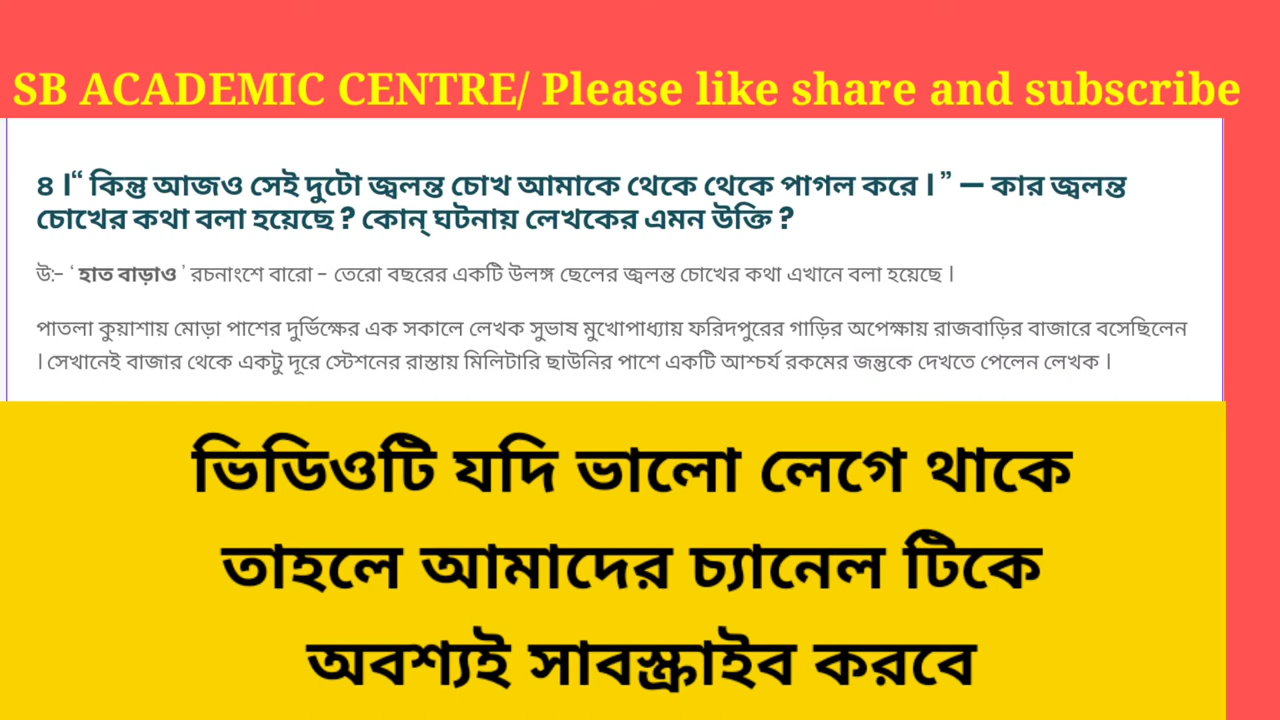 SB ACADEMIC CENTRE/ Please like share and subscribe
৪ ।“ কিন্তু আজও সেই দুটো জ্বলন্ত চোখ আমাকে থেকে থেকে পাগল করে । ” — কার জ্বলন্ত
চোখের কথা বলা হয়েছে ? কোন্ ঘটনায় লেখকের এমন উক্তি ?
উ:– ‘ হাত বাড়াও ’ রচনাংশে বারো – তেরো বছরের একটি উলঙ্গ ছেলের জ্বলন্ত চোখের কথা এখানে বলা হয়েছে ।
পাতলা কুয়াশায় মোড়া পাশের দুর্ভিক্ষের এক সকালে লেখক সুভাষ মুখোপাধ্যায় ফরিদপুরের গাড়ির অপেক্ষায় রাজবাড়ির বাজারে বসেছিলেন
। সেখানেই বাজার থেকে একটু দূরে স্টেশনের রাস্তায় মিলিটারি ছাউনির পাশে একটি আশ্চর্য রকমের জন্তুকে দেখতে পেলেন লেখক ।
ভিডিওটি যদি ভালো লেগে থাকে
তাহলে আমাদের চ্যানেল টিকে
অবশ্যই সাবস্ক্রাইব করবে